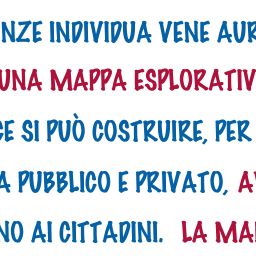 NZE INDIVIDUA VENE AUR
UNA MAPPA ESPLORATIV
CE SI PUÒ COSTRUIRE, PER
A PUBBLICO E PRIVATO, A
NO AI CITTADINI. LA MA